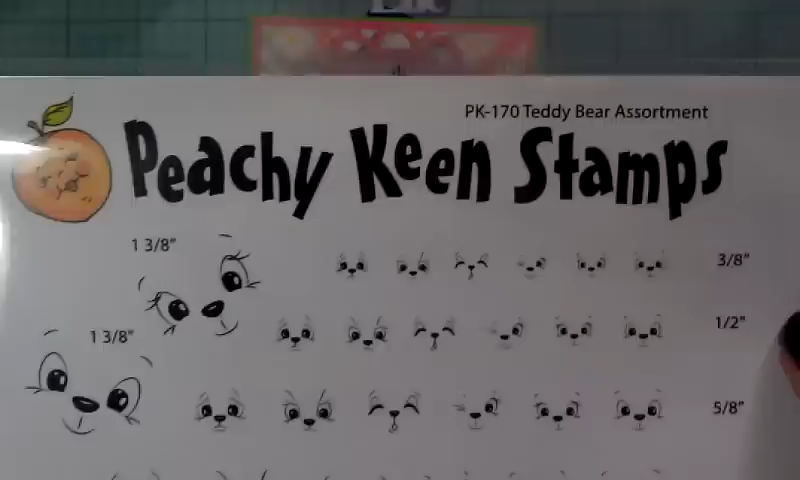 PK-170 Teddy Bear Assortment
Peachy Keen Stamps
1 3/8"
3/8"
1 3/8"
1/2"
5/8"